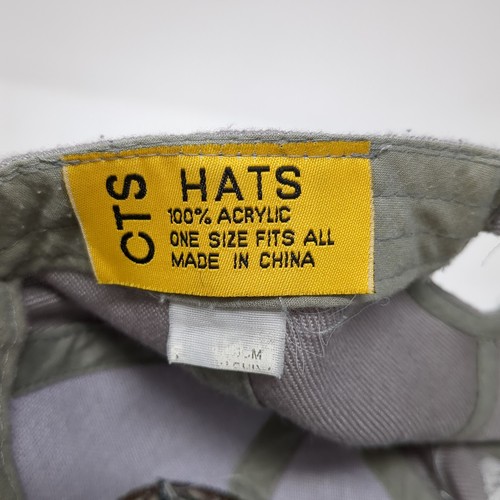 CTS
HATS
100% ACRYLIC
ONE SIZE FITS ALL
MADE IN CHINA